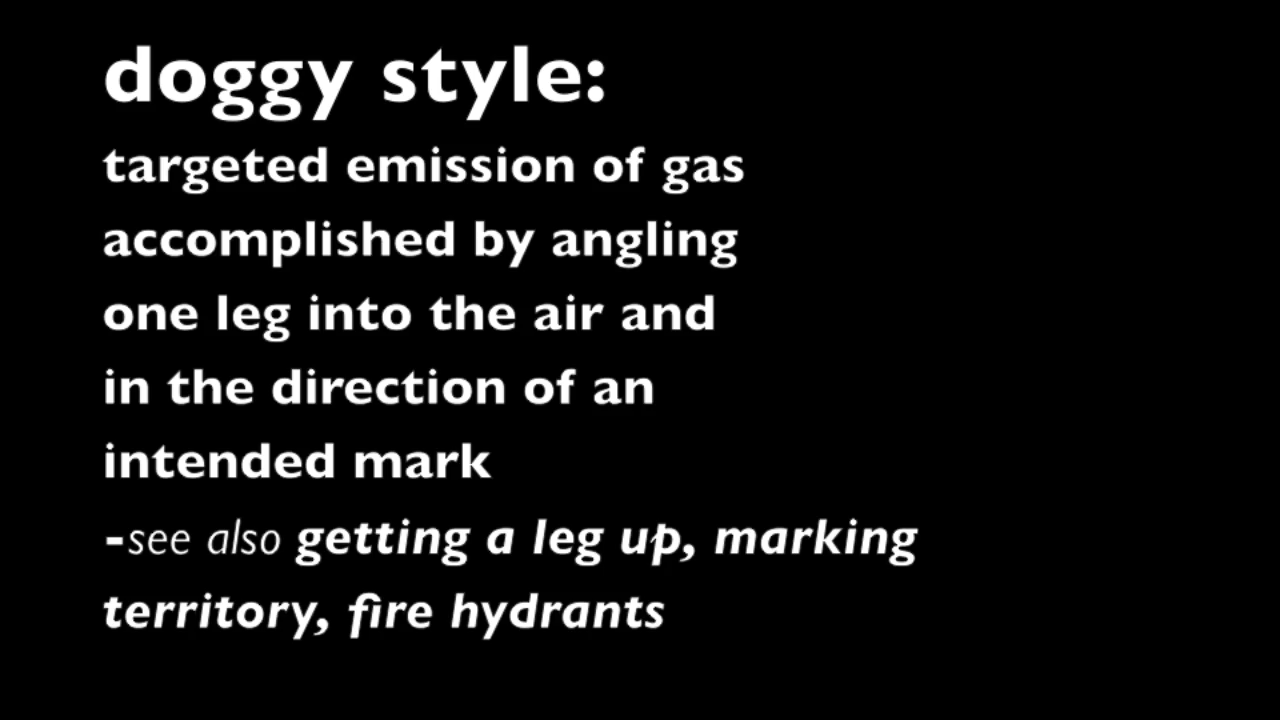 doggy style:
targeted emission of gas
accomplished by angling
one leg into the air and
in the direction of an
intended mark
-see also getting a leg up, marking
territory, fire hydrants